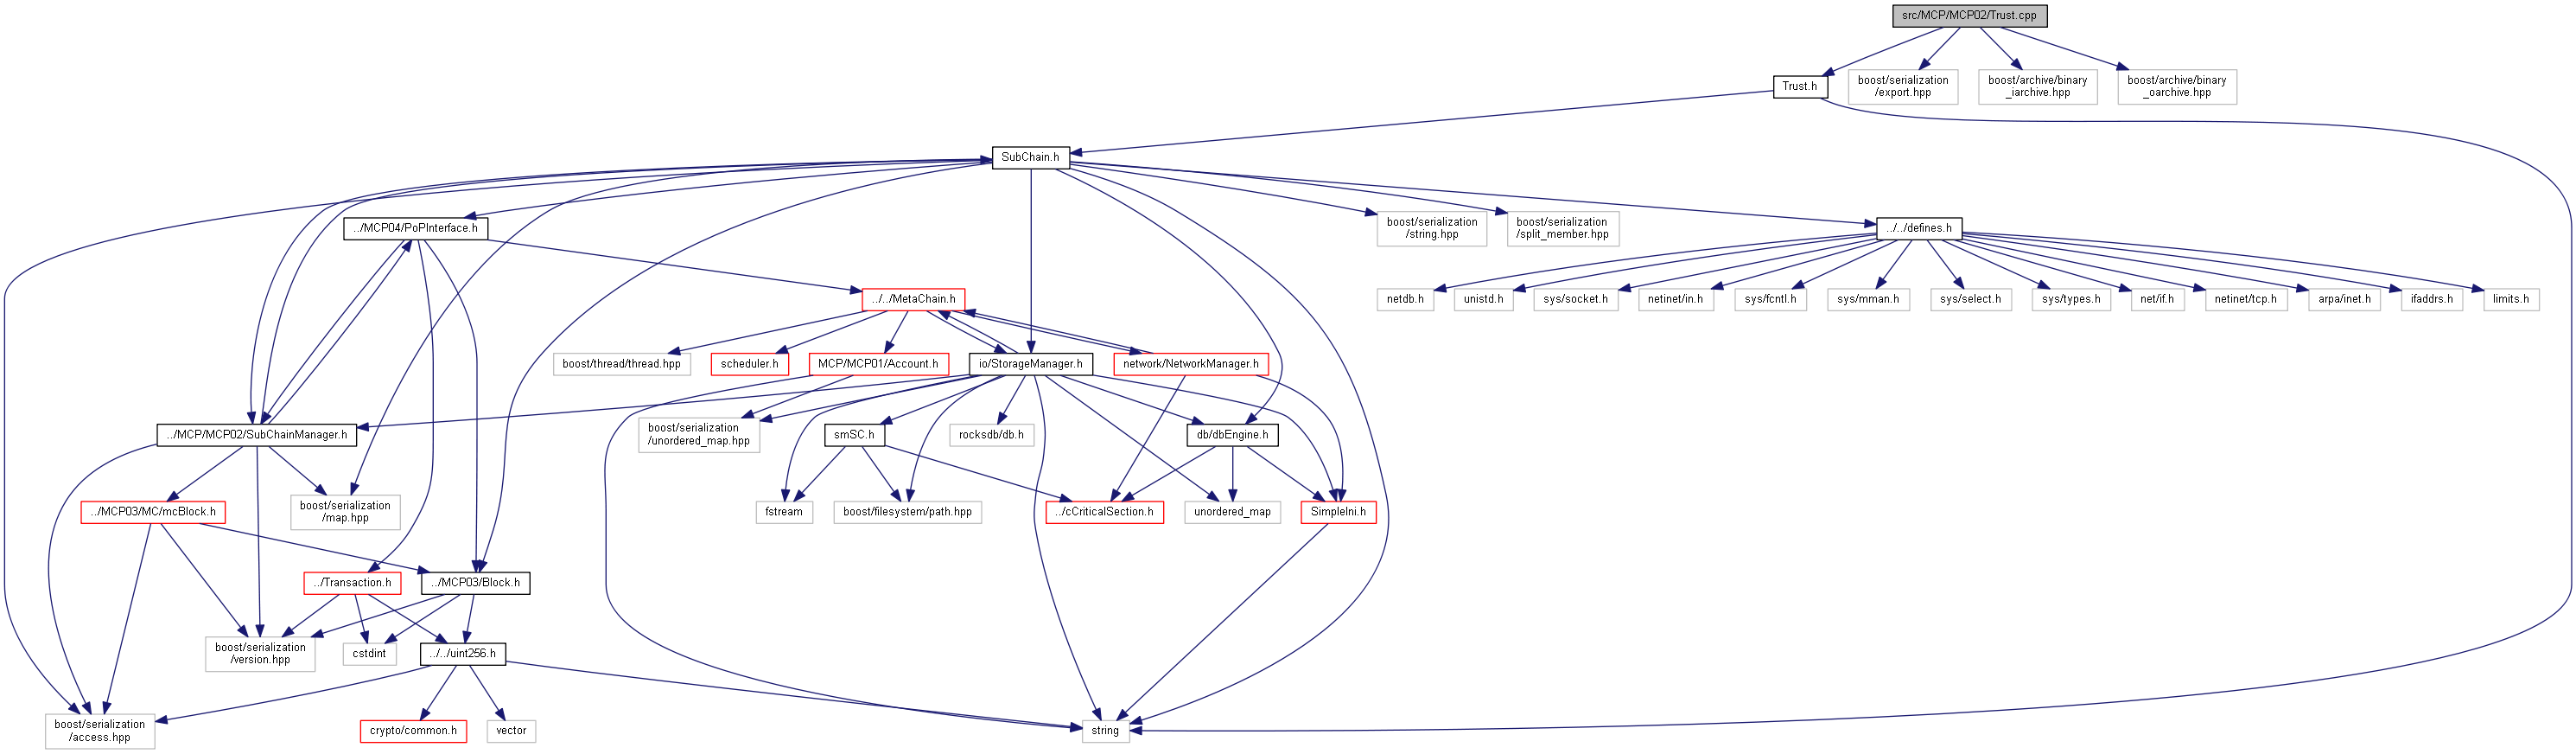 src/MCP/MCP02/Trust.cpp
Trust.h
boost/serialization
/export.hpp
boost/archive/binary
_iarchive.hpp
boost/archive/binary
_oarchive.hpp
SubChain.h
../MCP04/PoPInterface.h
boost/serialization
/string.hpp
boost/serialization
/split_member.hpp
../../defines.h
../../MetaChain.h
netdb.h
unistd.h
sys/socket.h
netinet/in.h
sys/fcntl.h
sys/mman.h
sys/select.h
sys/types.h
net/if.h
netinet/tcp.h
arpa/inet.h
ifaddrs.h
limits.h
boost/thread/thread.hpp
scheduler.h
MCP/MCP01/Account.h
io/StorageManager.h
network/NetworkManager.h
../MCP/MCP02/SubChainManager.h
boost/serialization
/unordered_map.hpp
smSC.h
rocksdb/db.h
db/dbEngine.h
../MCP03/MC/mcBlock.h
boost/serialization
/map.hpp
fstream
boost/filesystem/path.hpp
../cCriticalSection.h
unordered_map
SimpleIni.h
../Transaction.h
../MCP03/Block.h
boost/serialization
/version.hpp
cstdint
../../uint256.h
boost/serialization
/access.hpp
crypto/common.h
vector
string